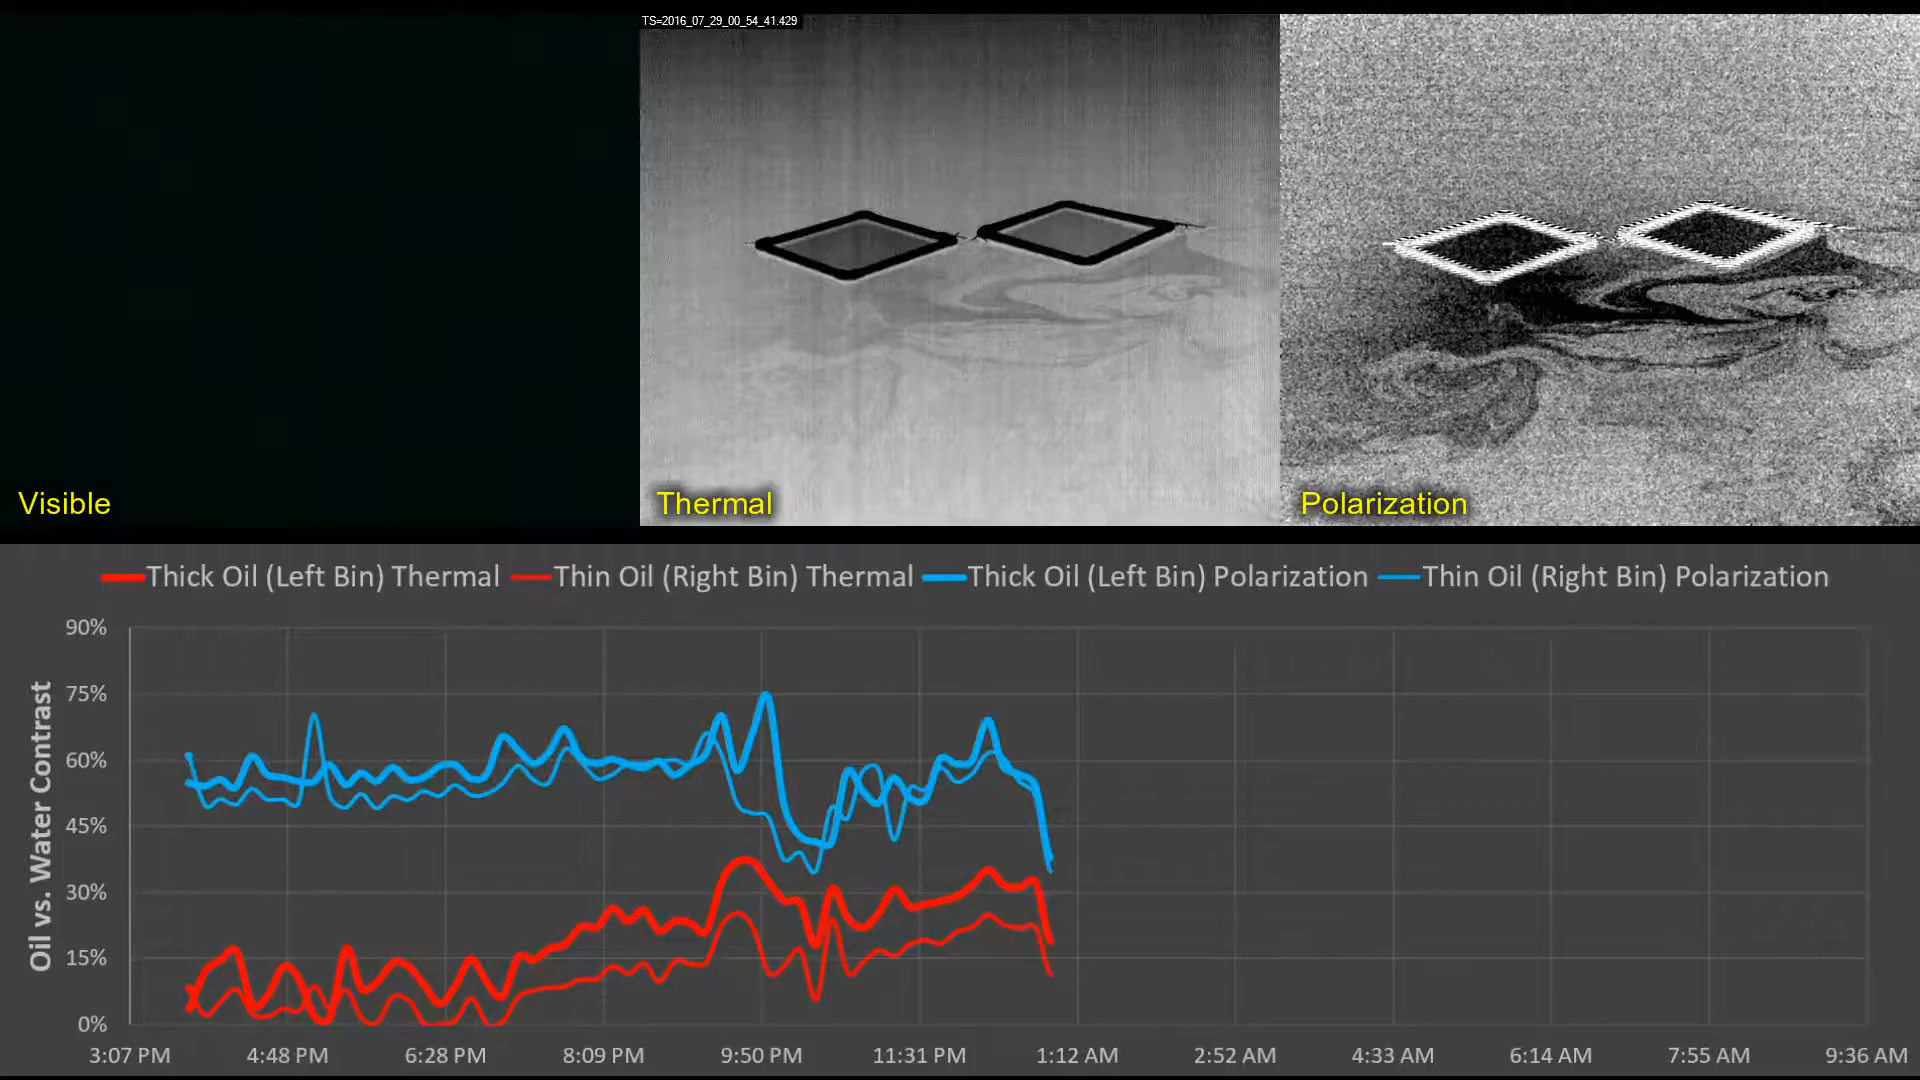 TS=2016_07_29_00_54_41.429
Visible
Thermal
Polarization
Thick Oil (Left Bin) Thermal
Thin Oil (Right Bin) Thermal
Thick Oil (Left Bin) Polarization
Thin Oil (Right Bin) Polarization
Oil vs. Water Contrast
90%
75%
60%
45%
30%
15%
0%
3:07 PM
4:48 PM
6:28 PM
8:09 PM
9:50 PM
11:31 PM
1:12 AM
2:52 AM
4:33 AM
6:14 AM
7:55 AM
9:36 AM